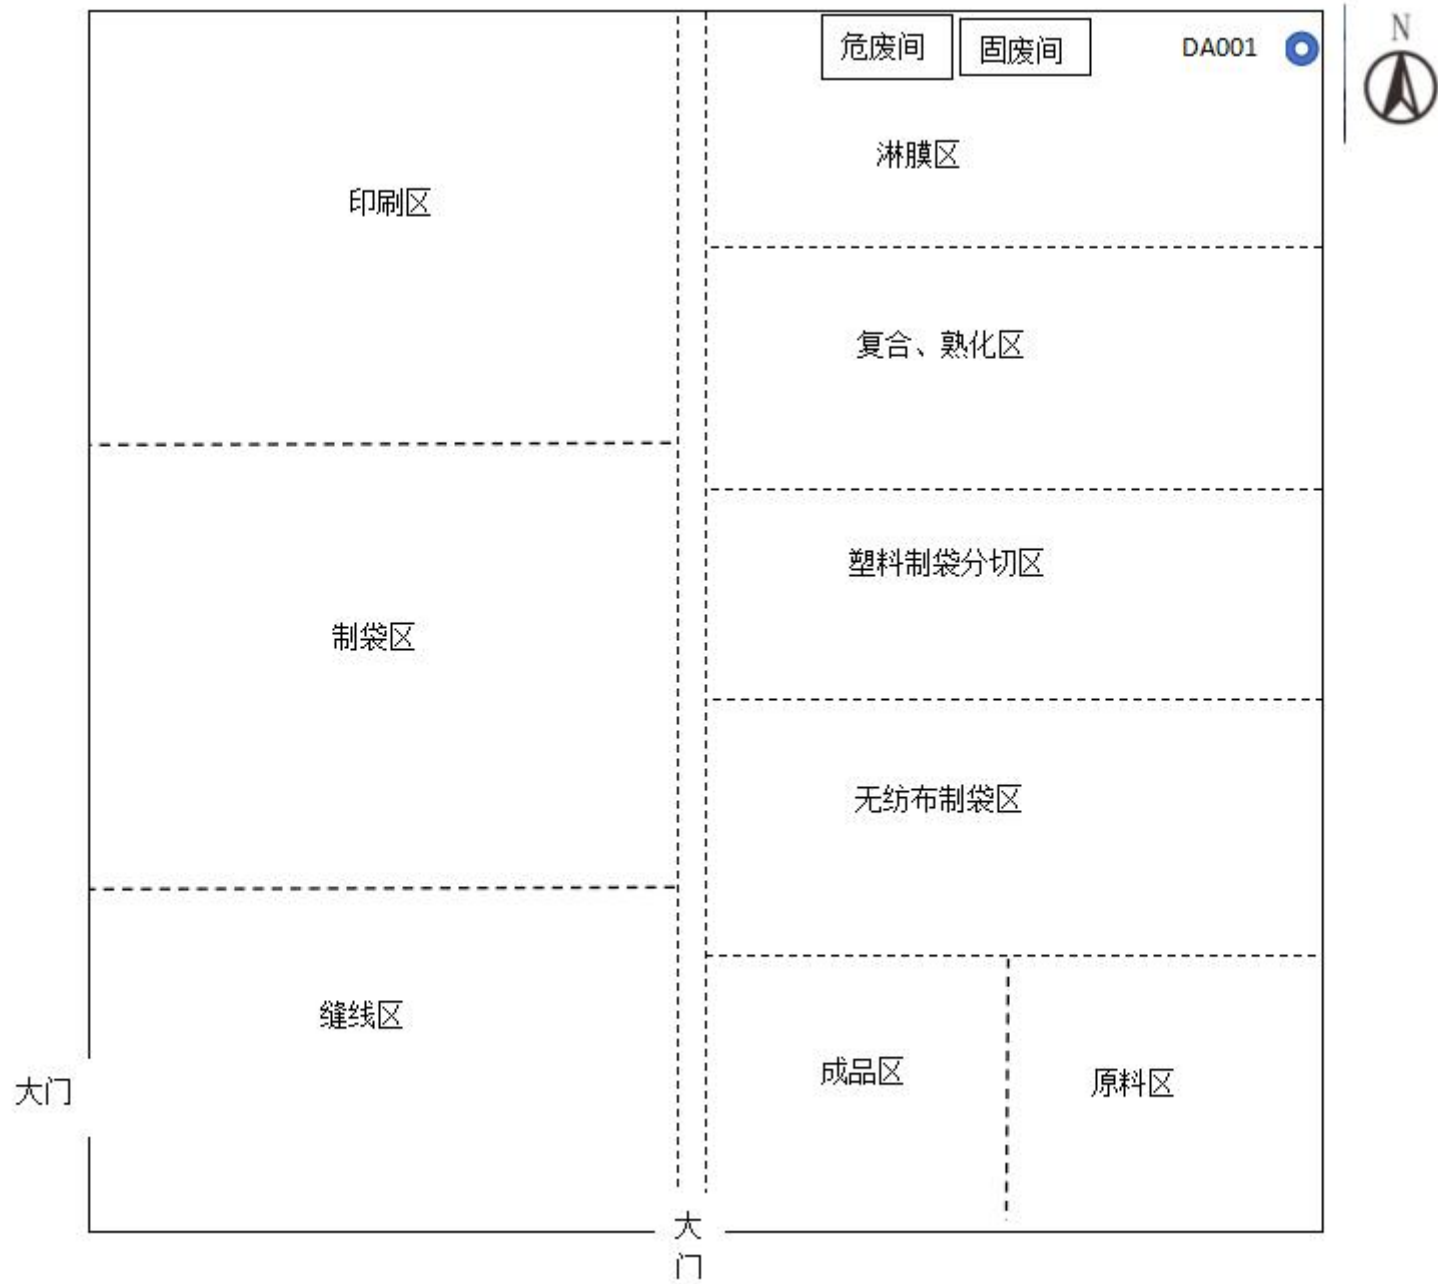 危废间
固废间
DA001
N
淋膜区
印刷区
复合、熟化区
塑料制袋分切区
制袋区
无纺布制袋区
缝线区
成品区
原料区
大门
大
门